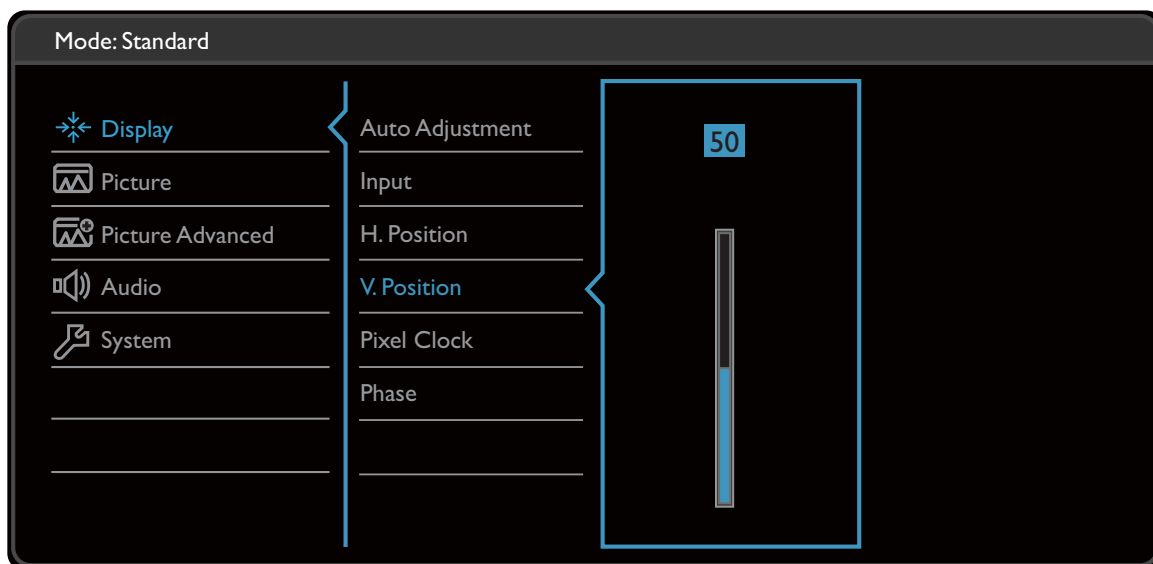 Mode: Standard
Display
Picture
Picture Advanced
Audio
System
Auto Adjustment
Input
H. Position
V. Position
Pixel Clock
Phase
50